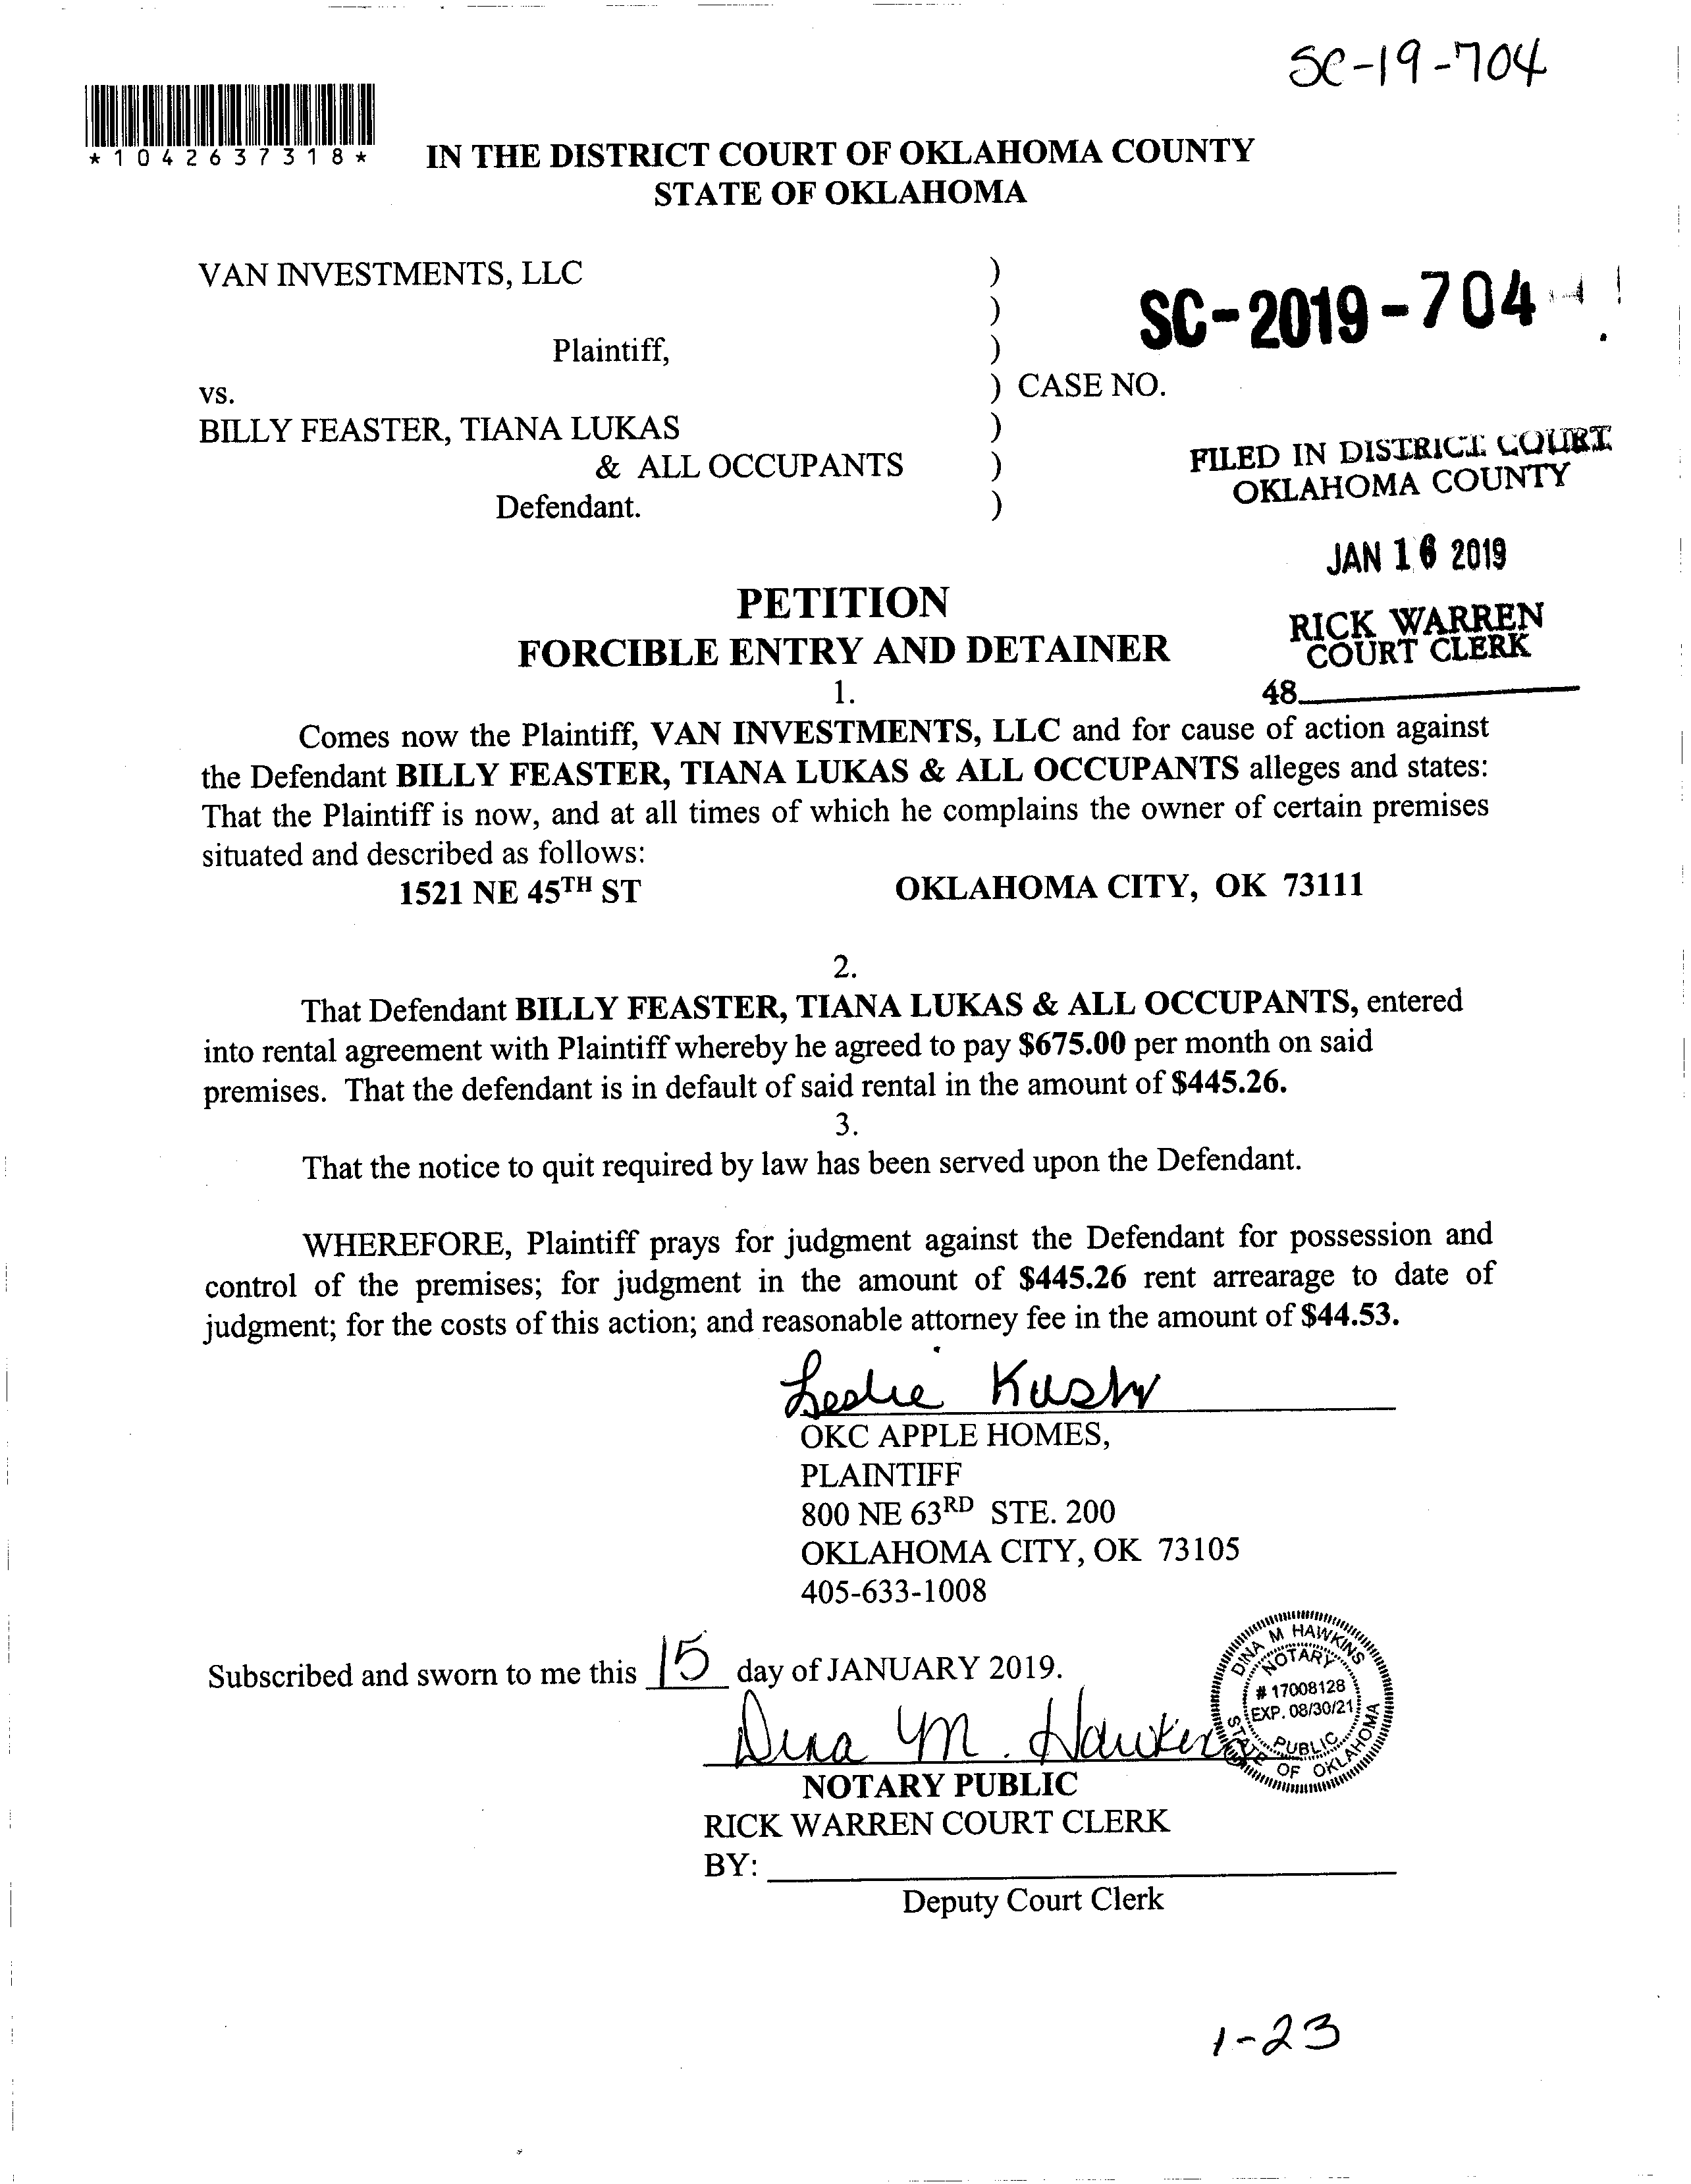 SC-19-704
*1042637318*
IN THE DISTRICT COURT OF OKLAHOMA COUNTY
STATE OF OKLAHOMA
VAN INVESTMENTS, LLC )
)
SC-2019-704
Plaintiff, )
vs. ) CASE NO.
BILLY FEASTER, TIANA LUKAS )
& ALL OCCUPANTS )
Defendant. )
FILED IN DISTRICT COURT
OKLAHOMA COUNTY
JAN 16 2019
RICK WARREN
COURT CLERK
48
PETITION
FORCIBLE ENTRY AND DETAINER
1.
Comes now the Plaintiff, VAN INVESTMENTS, LLC and for cause of action against
the Defendant BILLY FEASTER, TIANA LUKAS & ALL OCCUPANTS alleges and states:
That the Plaintiff is now, and at all times of which he complains the owner of certain premises
situated and described as follows:
1521 NE 45TH ST OKLAHOMA CITY, OK 73111
2.
That Defendant BILLY FEASTER, TIANA LUKAS & ALL OCCUPANTS, entered
into rental agreement with Plaintiff whereby he agreed to pay $675.00 per month on said
premises. That the defendant is in default of said rental in the amount of $445.26.
3.
That the notice to quit required by law has been served upon the Defendant.
WHEREFORE, Plaintiff prays for judgment against the Defendant for possession and
control of the premises; for judgment in the amount of $445.26 rent arrearage to date of
judgment; for the costs of this action; and reasonable attorney fee in the amount of $44.53.
Leslie
OKC APPLE HOMES,
PLAINTIFF
800 NE 63RD STE. 200
OKLAHOMA CITY, OK 73105
405-633-1008
Subscribed and sworn to me this 15 day of JANUARY 2019.
Dina M. Hawkins
DINA M HAWKINS
NOTARY
# 17008128
EXP. 08/30/21
PUBLIC
STATE OF OKLAHOMA
NOTARY PUBLIC
RICK WARREN COURT CLERK
BY:
Deputy Court Clerk
1-23